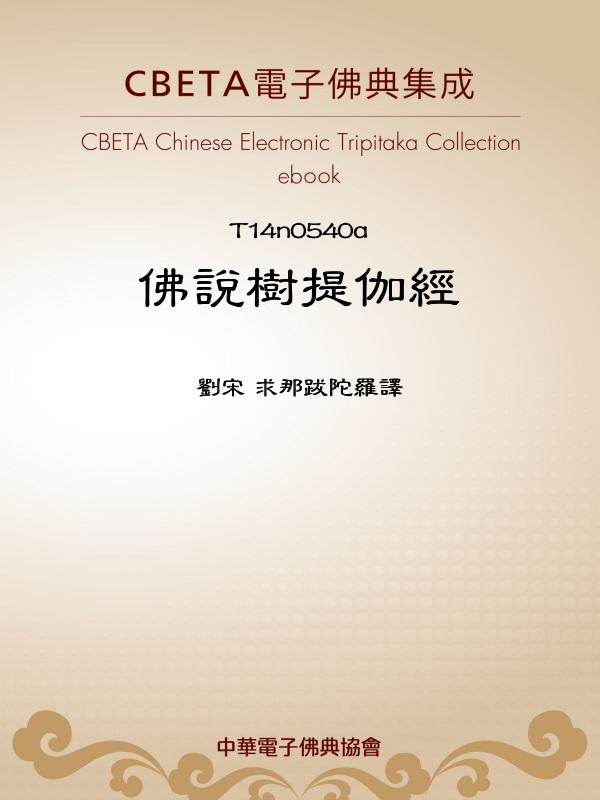 CBETA電子佛典集成
CBETA Chinese Electronic Tripitaka Collection
ebook
T14n0540a
佛說樹提伽經
劉宋 求那跋陀羅譯
中華電子佛典協會